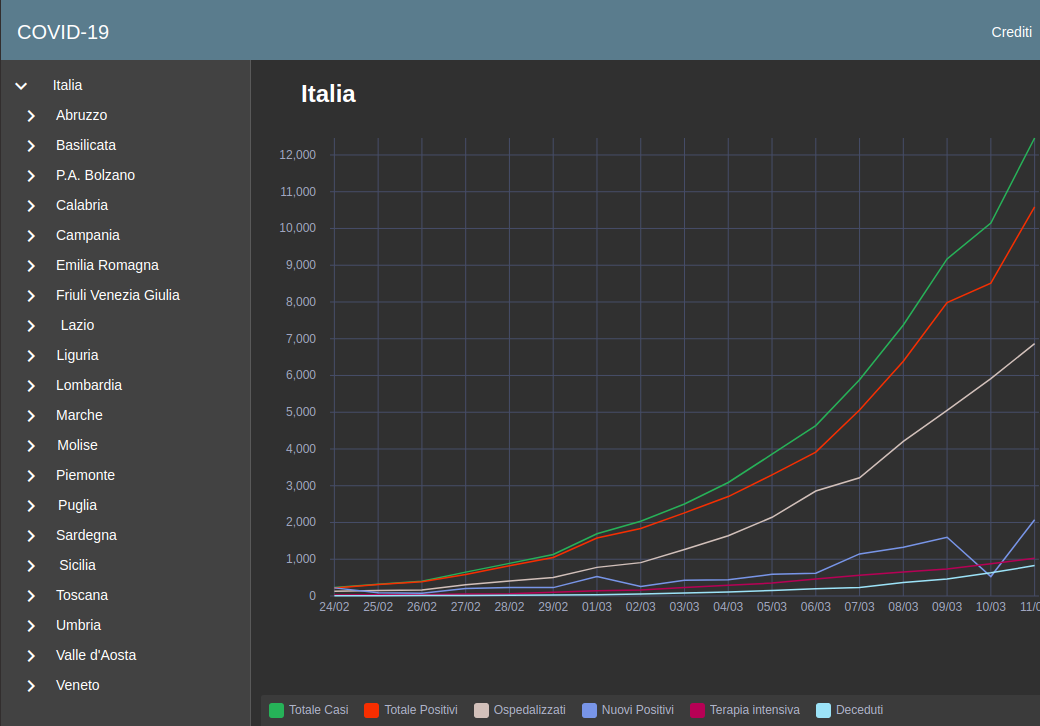 COVID-19
Crediti
Italia
Abruzzo
Basilicata
P.A. Bolzano
Calabria
Campania
Emilia Romagna
Friuli Venezia Giulia
Lazio
Liguria
Lombardia
Marche
Molise
Piemonte
Puglia
Sardegna
Sicilia
Toscana
Umbria
Valle d'Aosta
Veneto
Italia
12,000
11,000
10,000
9,000
8,000
7,000
6,000
5,000
4,000
3,000
2,000
1,000
0
24/02 25/02 26/02 27/02 28/02 29/02 01/03 02/03 03/03 04/03 05/03 06/03 07/03 08/03 09/03 10/03 11/0
Totale Casi Totale Positivi Ospedalizzati Nuovi Positivi Terapia intensiva Deceduti